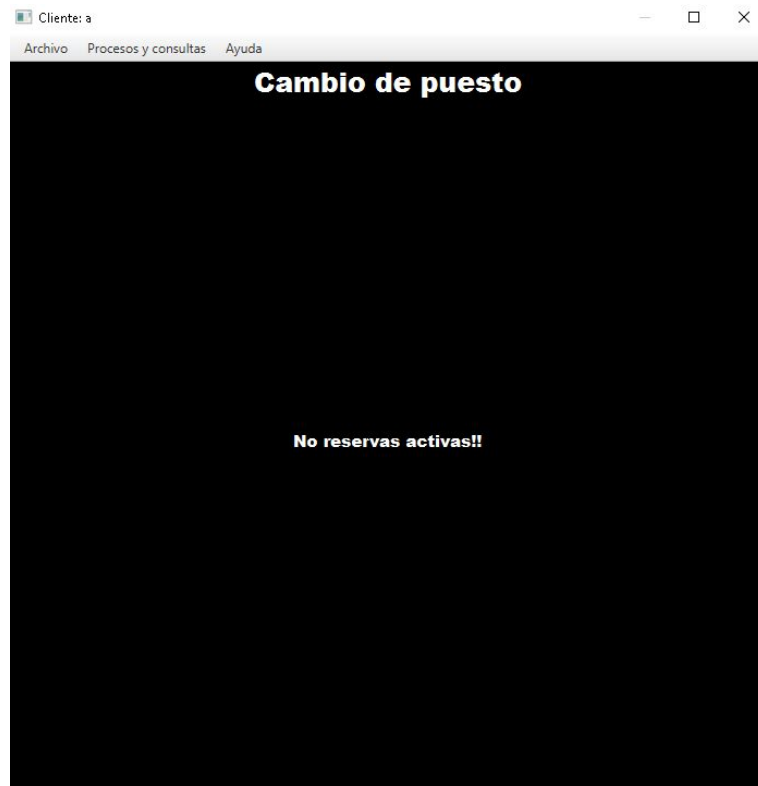 Cliente: a
Archivo Procesos y consultas Ayuda
Cambio de puesto
No reservas activas!!